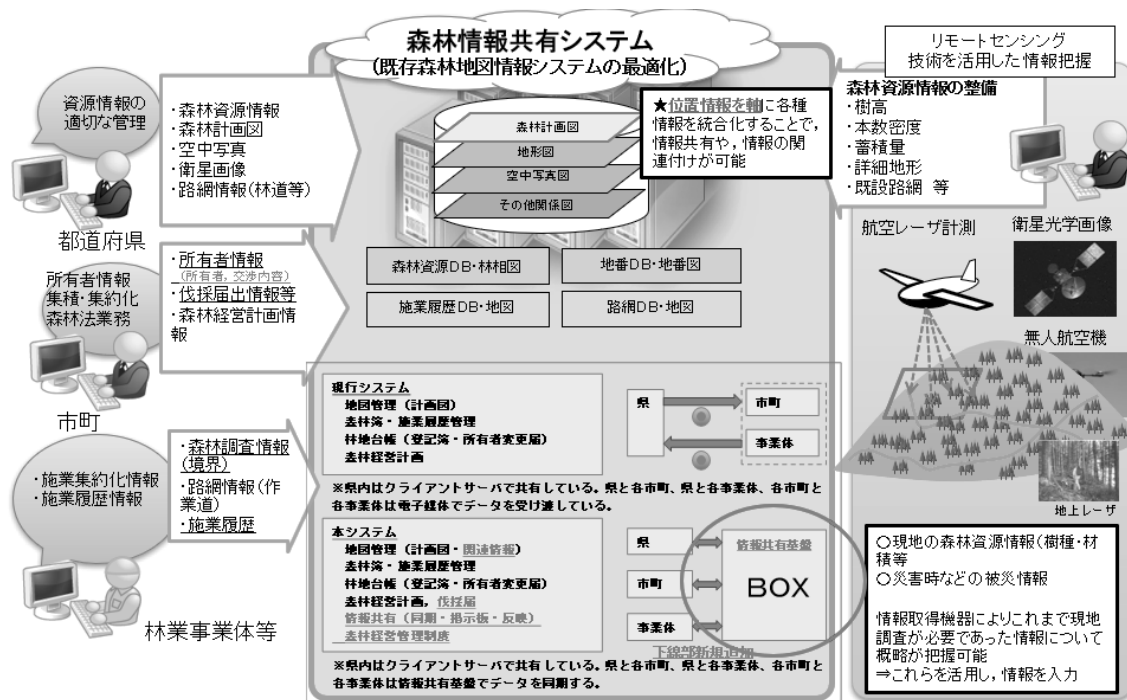 森林情報共有システム
(既存森林地図情報システムの最適化)
リモートセンシング
技術を活用した情報把握
資源情報の
適切な管理
・森林資源情報
・森林計画図
・空中写真
・衛星画像
・路網情報(林道等)
都道府県
森林計画図
地形図
空中写真図
その他関係図
★位置情報を軸に各種
情報を統合化することで，
情報共有や，情報の関
連付けが可能
森林資源情報の整備
・樹高
・本数密度
・蓄積量
・詳細地形
・既設路網 等
所有者情報
集積・集約化
森林法業務
・所有者情報
(所有者，交渉内容)
・伐採届出情報等
・森林経営計画情
報
市町
森林資源DB・林相図
地番DB・地番図
施業履歴DB・地図
路網DB・地図
航空レーザ計測
衛星光学画像
無人航空機
地上レーザ
・施業集約化情報
・施業履歴情報
・森林調査情報
(境界)
・路網情報(作
業道)
・施業履歴
林業事業体等
現行システム
地図管理（計画図）
森林簿・施業履歴管理
林地台帳（登記簿・所有者変更届）
森林経営計画
県
市町
事業体
※県内はクライアントサーバで共有している。県と各市町、県と各事業体、各市町と
各事業体は電子媒体でデータを受け渡している。
本システム
地図管理（計画図・関連情報）
森林簿・施業履歴管理
林地台帳（登記簿・所有者変更届）
森林経営計画，伐採届
情報共有（同期・掲示板・反映）
森林経営管理制度
県
市町
事業体
情報共有基盤
BOX
下線部新規追加
※県内はクライアントサーバで共有している。県と各市町、県と各事業体、各市町と
各事業体は情報共有基盤でデータを同期する。
○現地の森林資源情報(樹種・材
積等
○災害時などの被災情報
情報取得機器によりこれまで現地
調査が必要であった情報について
概略が把握可能
⇒これらを活用し，情報を入力